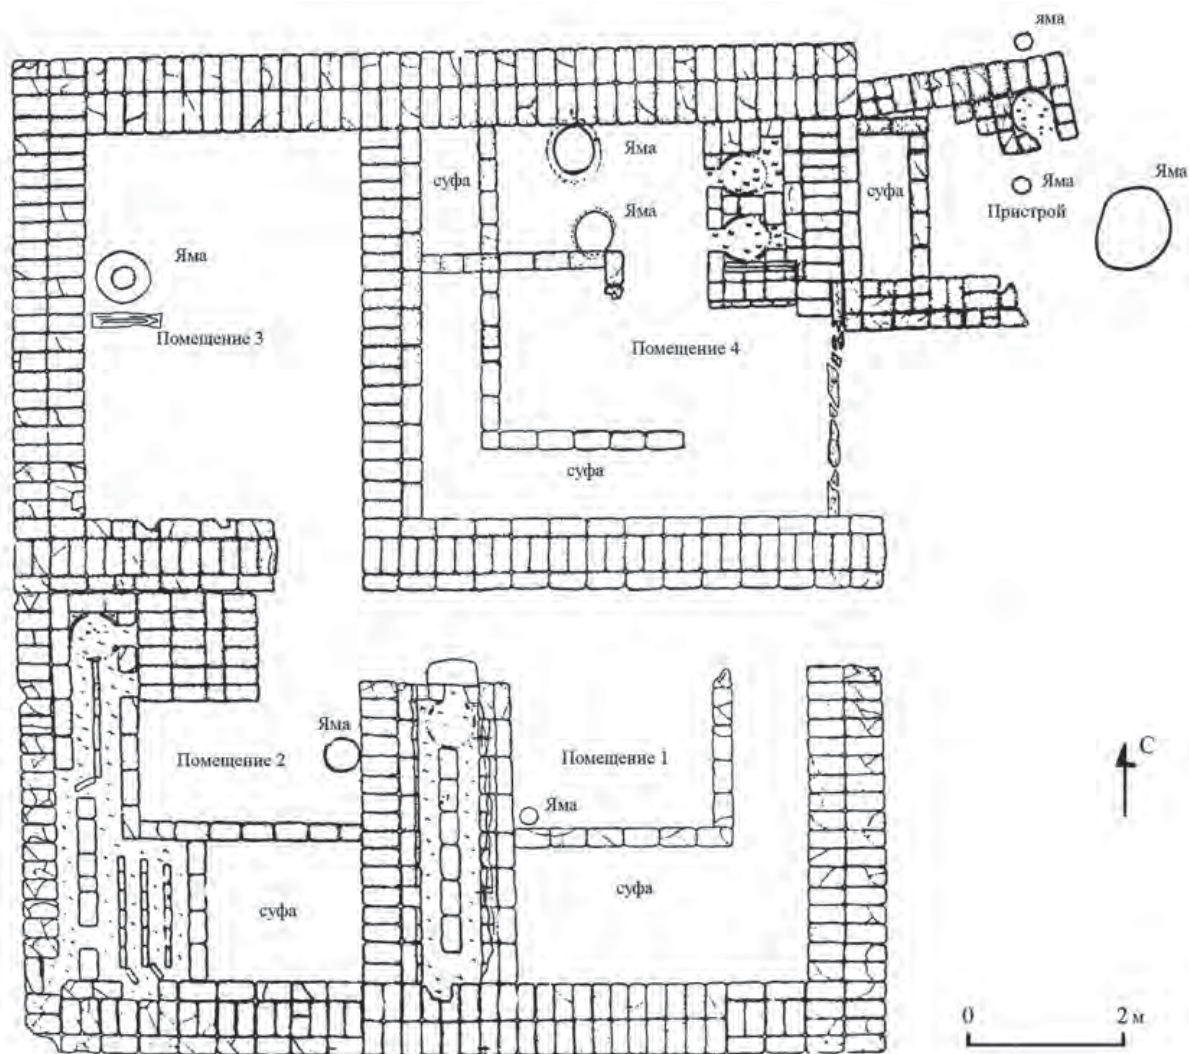 яма
Яма
суфа
Яма
суфа
Яма
Яма
Пристрой
Яма
Помещение 3
Помещение 4
суфа
Яма
Помещение 2
Помещение 1
С
Яма
суфа
суфа
0 2 м